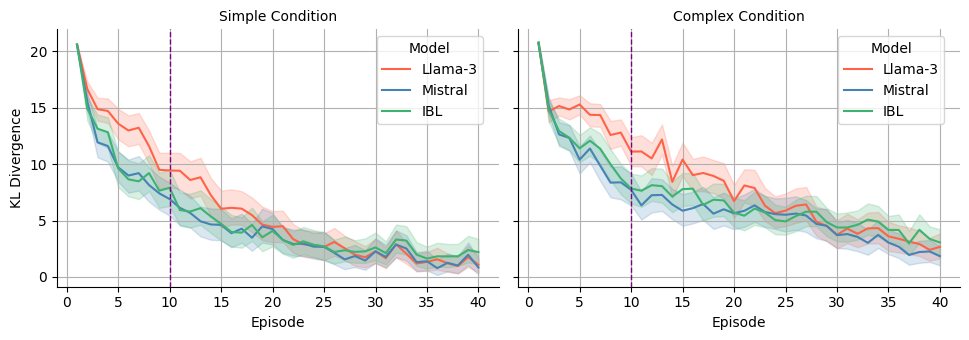 Simple Condition
Complex Condition
KL Divergence
20
15
10
5
0
Model
Llama-3
Mistral
IBL
Model
Llama-3
Mistral
IBL
0 5 10 15 20 25 30 35 40
0 5 10 15 20 25 30 35 40
Episode
Episode